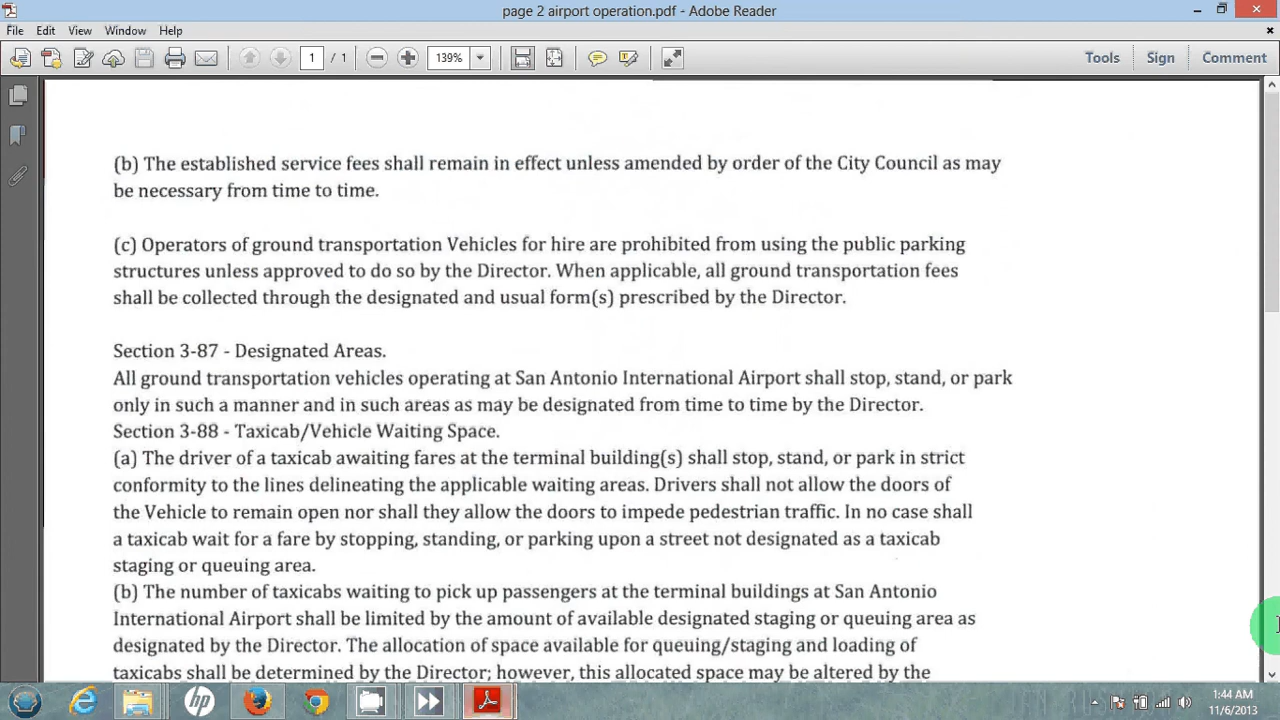 page 2 airport operation.pdf - Adobe Reader
File Edit View Window Help
1 / 1 139% Tools Sign Comment
(b) The established service fees shall remain in effect unless amended by order of the City Council as may
be necessary from time to time.
(c) Operators of ground transportation Vehicles for hire are prohibited from using the public parking
structures unless approved to do so by the Director. When applicable, all ground transportation fees
shall be collected through the designated and usual form(s) prescribed by the Director.
Section 3-87 - Designated Areas.
All ground transportation vehicles operating at San Antonio International Airport shall stop, stand, or park
only in such a manner and in such areas as may be designated from time to time by the Director.
Section 3-88 - Taxicab/Vehicle Waiting Space.
(a) The driver of a taxicab awaiting fares at the terminal building(s) shall stop, stand, or park in strict
conformity to the lines delineating the applicable waiting areas. Drivers shall not allow the doors of
the Vehicle to remain open nor shall they allow the doors to impede pedestrian traffic. In no case shall
a taxicab wait for a fare by stopping, standing, or parking upon a street not designated as a taxicab
staging or queuing area.
(b) The number of taxicabs waiting to pick up passengers at the terminal buildings at San Antonio
International Airport shall be limited by the amount of available designated staging or queuing area as
designated by the Director. The allocation of space available for queuing/staging and loading of
taxicabs shall be determined by the Director; however, this allocated space may be altered by the
hp
1:44 AM
11/6/2013